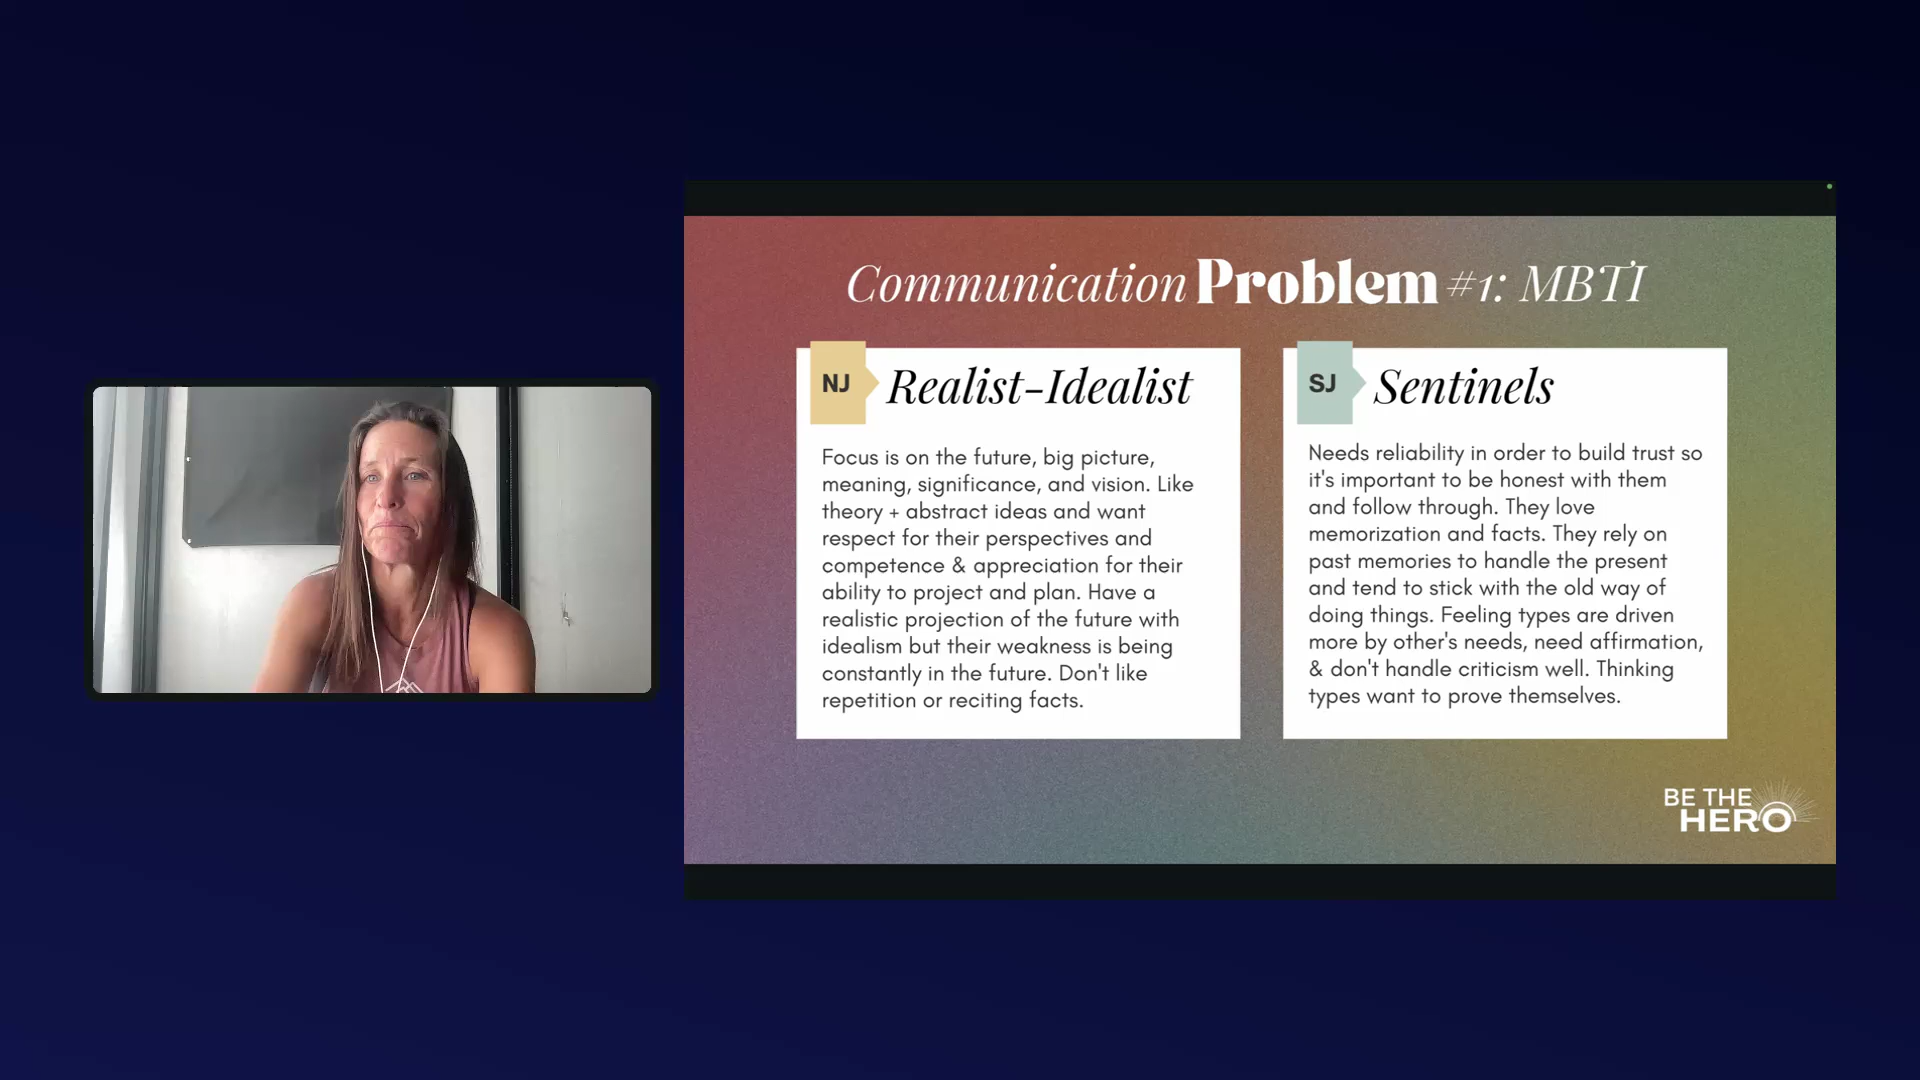 Communication Problem #1: MBTI
NJ
Realist-Idealist
Focus is on the future, big picture,
meaning, significance, and vision. Like
theory + abstract ideas and want
respect for their perspectives and
competence & appreciation for their
ability to project and plan. Have a
realistic projection of the future with
idealism but their weakness is being
constantly in the future. Don't like
repetition or reciting facts.
SJ
Sentinels
Needs reliability in order to build trust so
it's important to be honest with them
and follow through. They love
memorization and facts. They rely on
past memories to handle the present
and tend to stick with the old way of
doing things. Feeling types are driven
more by other's needs, need affirmation,
& don't handle criticism well. Thinking
types want to prove themselves.
BE THE
HERO